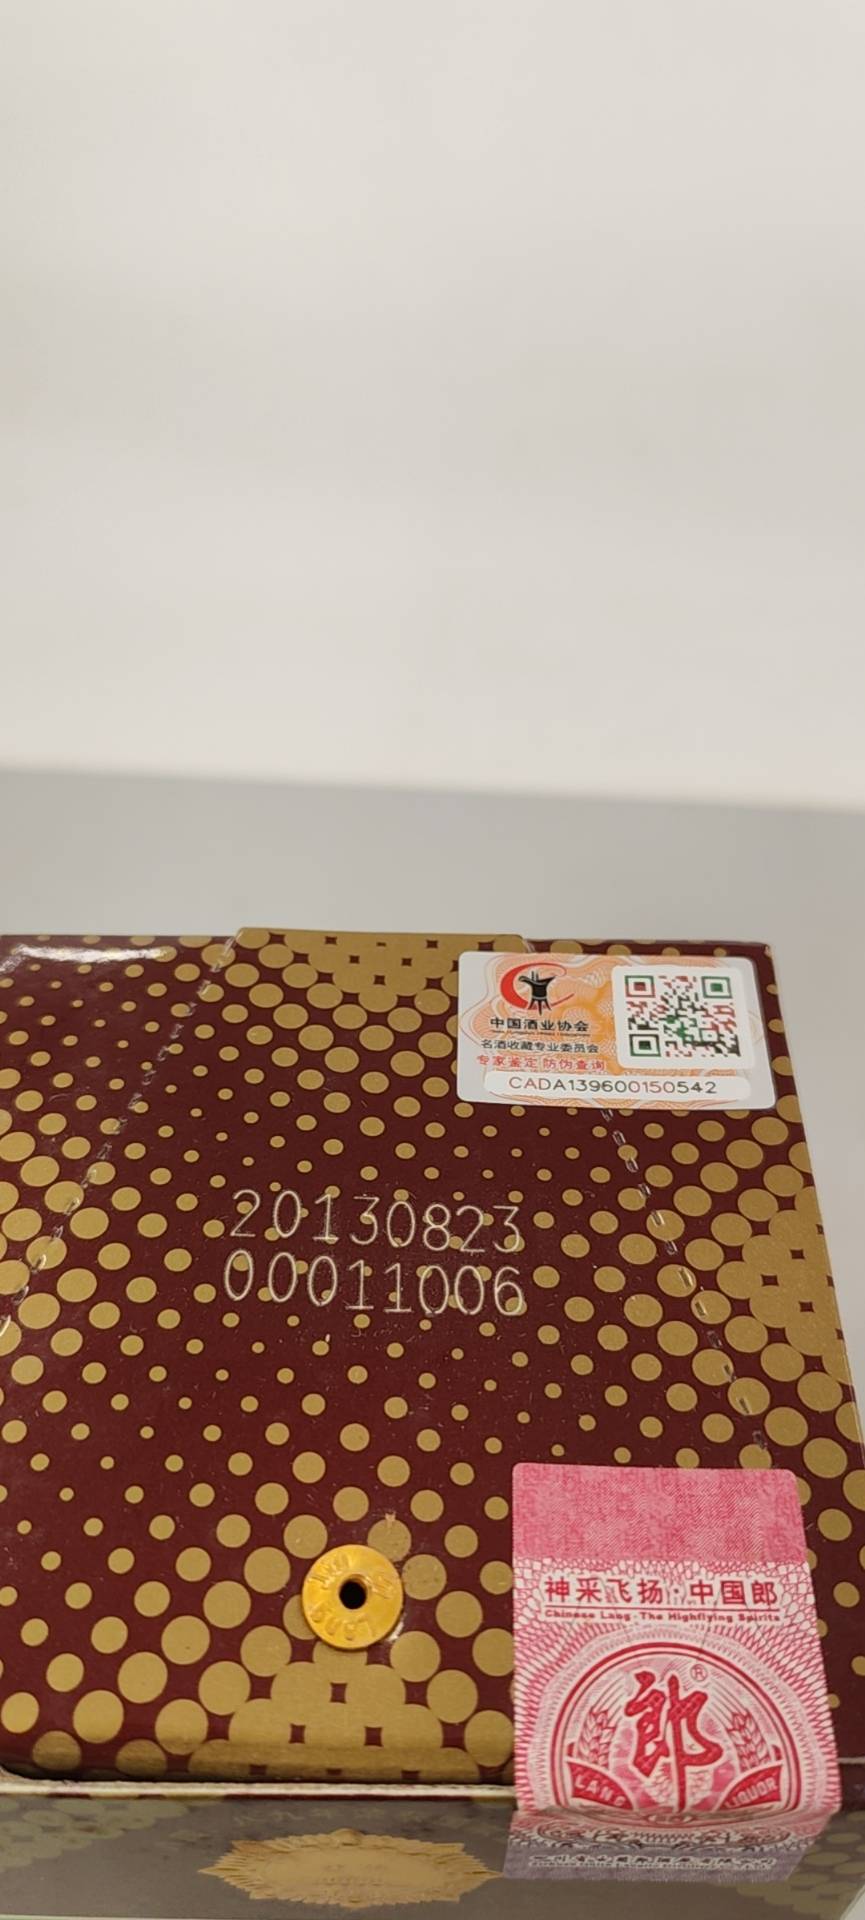 中国酒业协会
名酒收藏专业委员会
专家鉴定 防伪查询
CADA139600150542
20130823
00011006
LANG
神采飞扬·中国郎
Chinese Lang·The Highflying Spirits
郎®
LANG LIQUOR